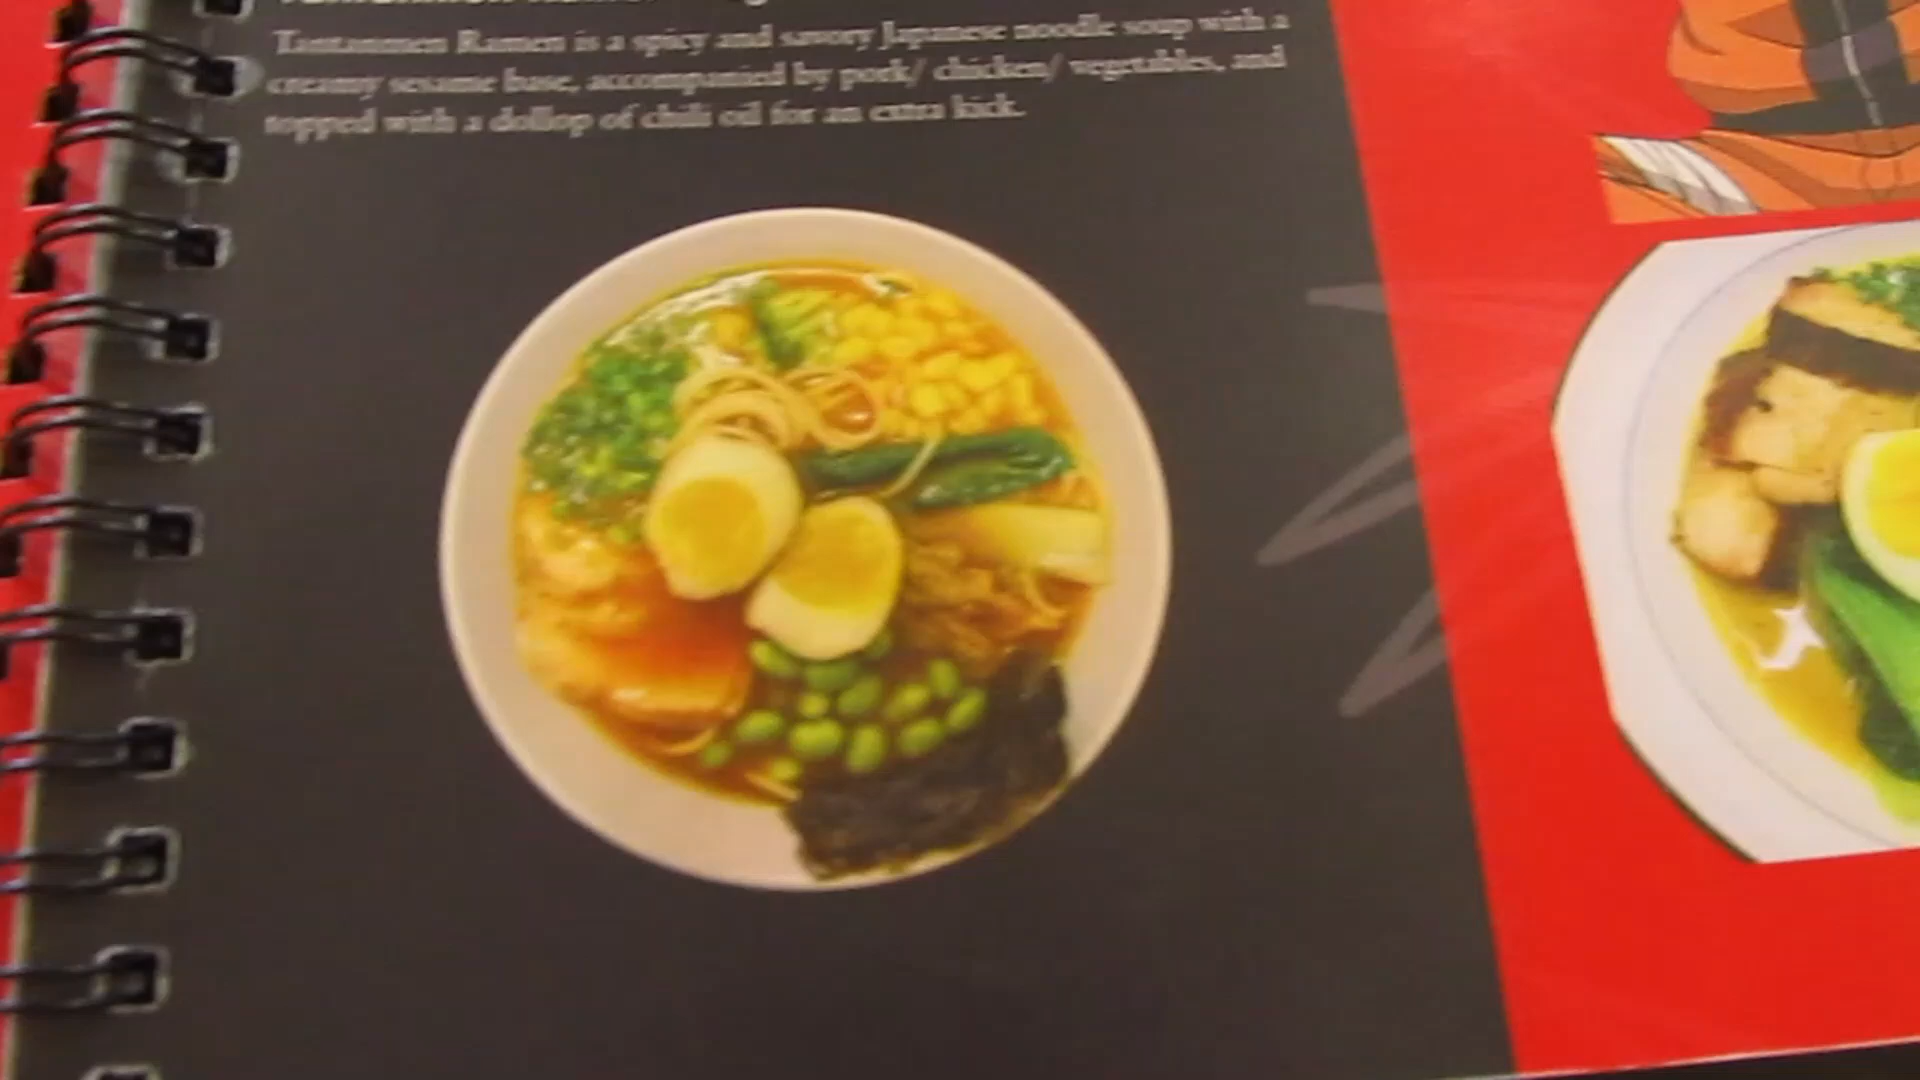 Tantanmen Ramen is a spicy and savory Japanese noodle soup with a
creamy sesame base, accompanied by pork/ chicken/ vegetables, and
topped with a dollop of chili oil for an extra kick.